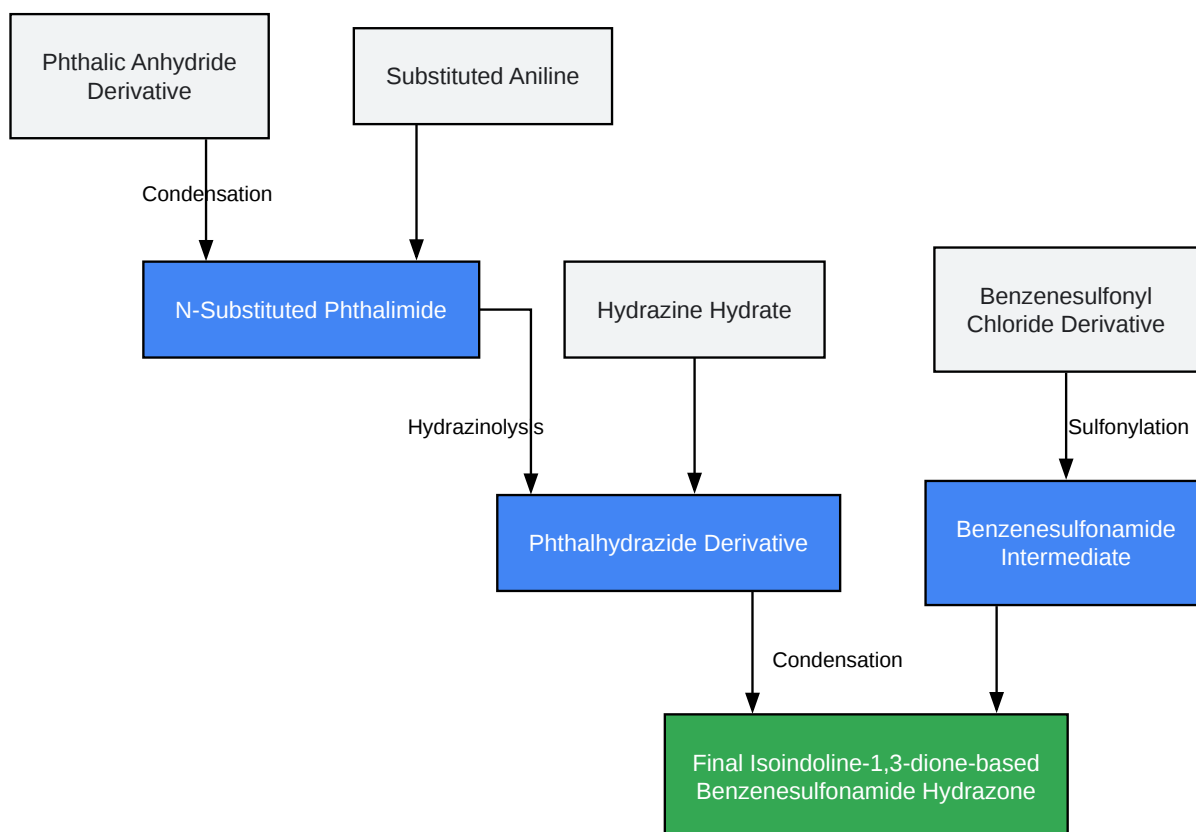 Phthalic Anhydride
Derivative
Substituted Aniline
Condensation
N-Substituted Phthalimide
Hydrazine Hydrate
Benzenesulfonyl
Chloride Derivative
Hydrazinolysis
Sulfonylation
Phthalhydrazide Derivative
Benzenesulfonamide
Intermediate
Condensation
Final Isoindoline-1,3-dione-based
Benzenesulfonamide Hydrazone